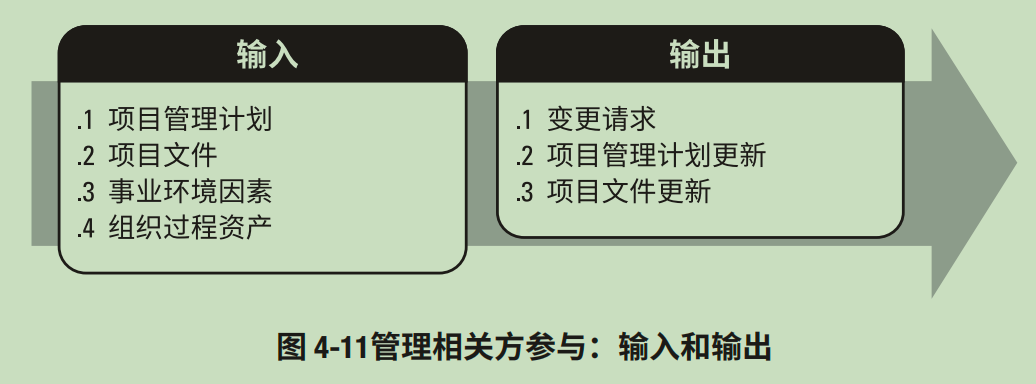 输入
.1 项目管理计划
.2 项目文件
.3 事业环境因素
.4 组织过程资产
输出
.1 变更请求
.2 项目管理计划更新
.3 项目文件更新
图 4-11管理相关方参与：输入和输出